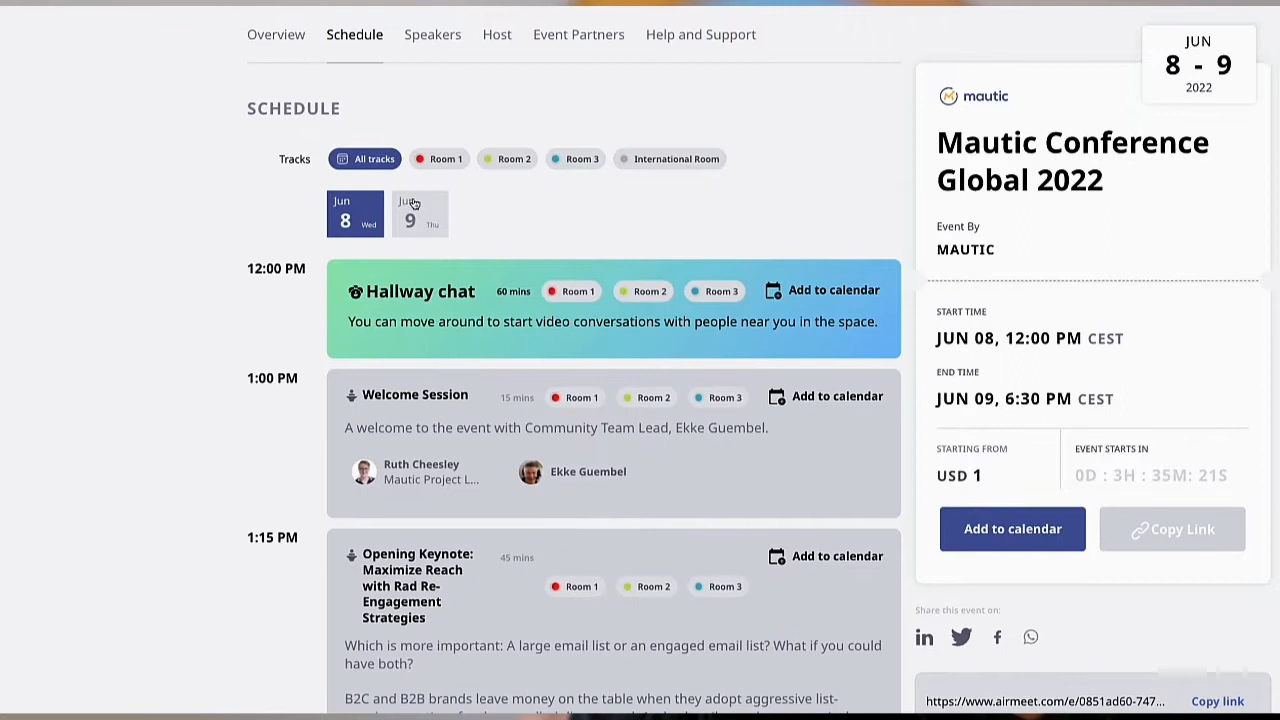 Overview Schedule Speakers Host Event Partners Help and Support
SCHEDULE
Tracks All tracks Room 1 Room 2 Room 3 International Room
Jun
8 Wed
Jun
9 Thu
12:00 PM
Hallway chat 60 mins Room 1 Room 2 Room 3 Add to calendar
You can move around to start video conversations with people near you in the space.
1:00 PM
Welcome Session 15 mins Room 1 Room 2 Room 3 Add to calendar
A welcome to the event with Community Team Lead, Ekke Guembel.
Ruth Cheesley
Mautic Project L...
Ekke Guembel
1:15 PM
Opening Keynote:
Maximize Reach
with Rad Re-
Engagement
Strategies
45 mins Add to calendar
Room 1 Room 2 Room 3
Which is more important: A large email list or an engaged email list? What if you could
have both?
B2C and B2B brands leave money on the table when they adopt aggressive list-
JUN
8 - 9
2022
mautic
Mautic Conference
Global 2022
Event By
MAUTIC
START TIME
JUN 08, 12:00 PM CEST
END TIME
JUN 09, 6:30 PM CEST
STARTING FROM
USD 1
EVENT STARTS IN
0D : 3H : 35M: 21S
Add to calendar Copy Link
Share this event on:
https://www.airmeet.com/e/0851ad60-747... Copy link